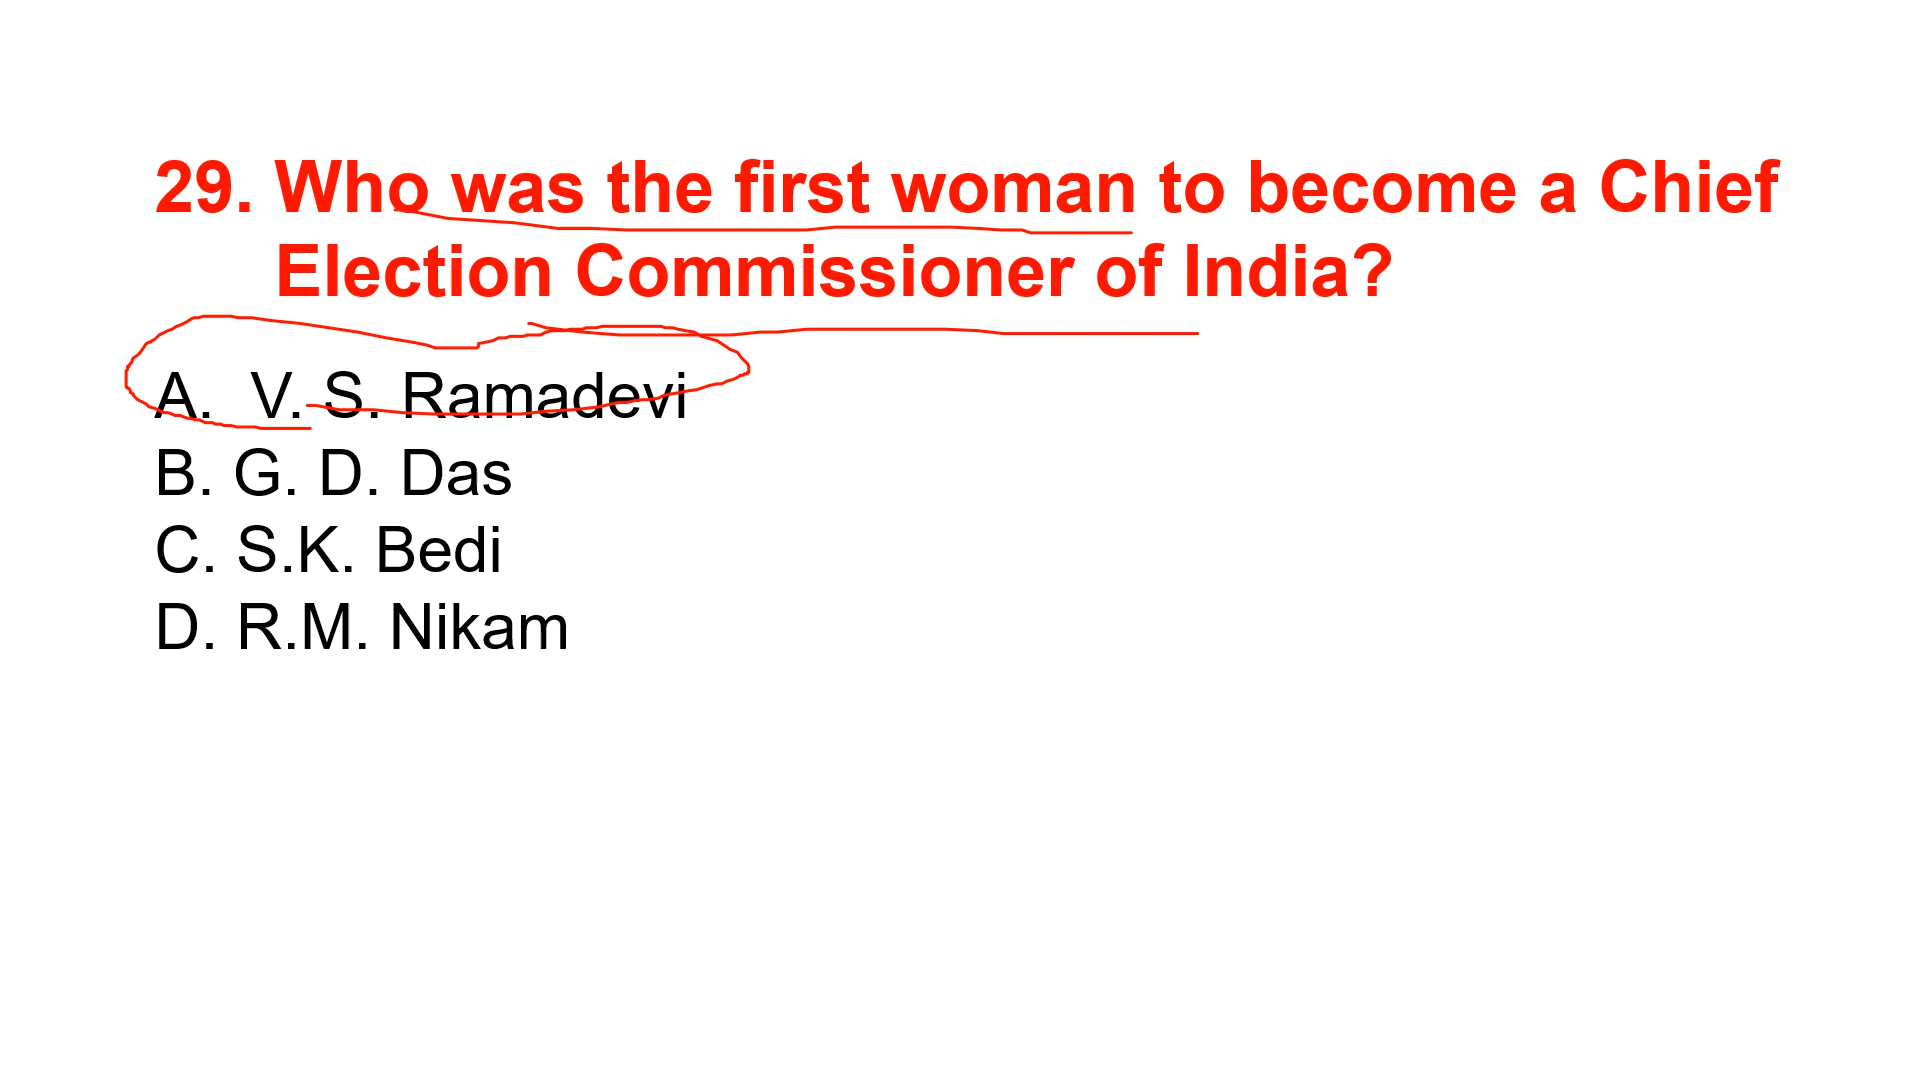 29. Who was the first woman to become a Chief
Election Commissioner of India?
A. V. S. Ramadevi
B. G. D. Das
C. S.K. Bedi
D. R.M. Nikam